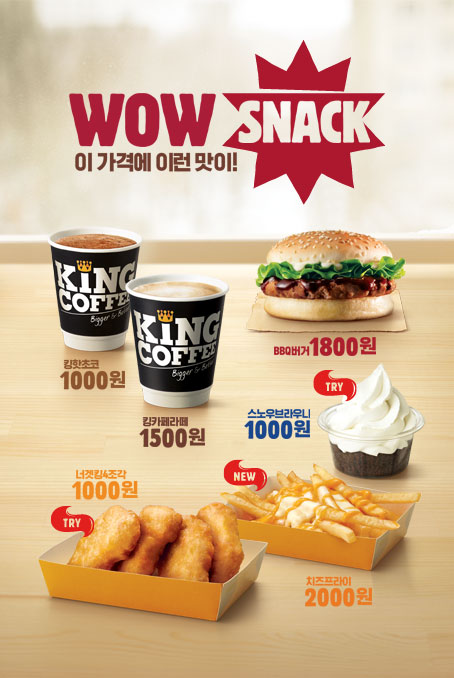 WOW SNACK
이 가격에 이런 맛이!
KING
COFFEE
KING
COFFEE
Bigger &
킹핫초코
1000원
킹카페라떼
1500원
BBQ버거 1800원
TRY
스노우브라우니
1000원
너겟킹4조각
1000원
TRY
NEW
치즈프라이
2000원